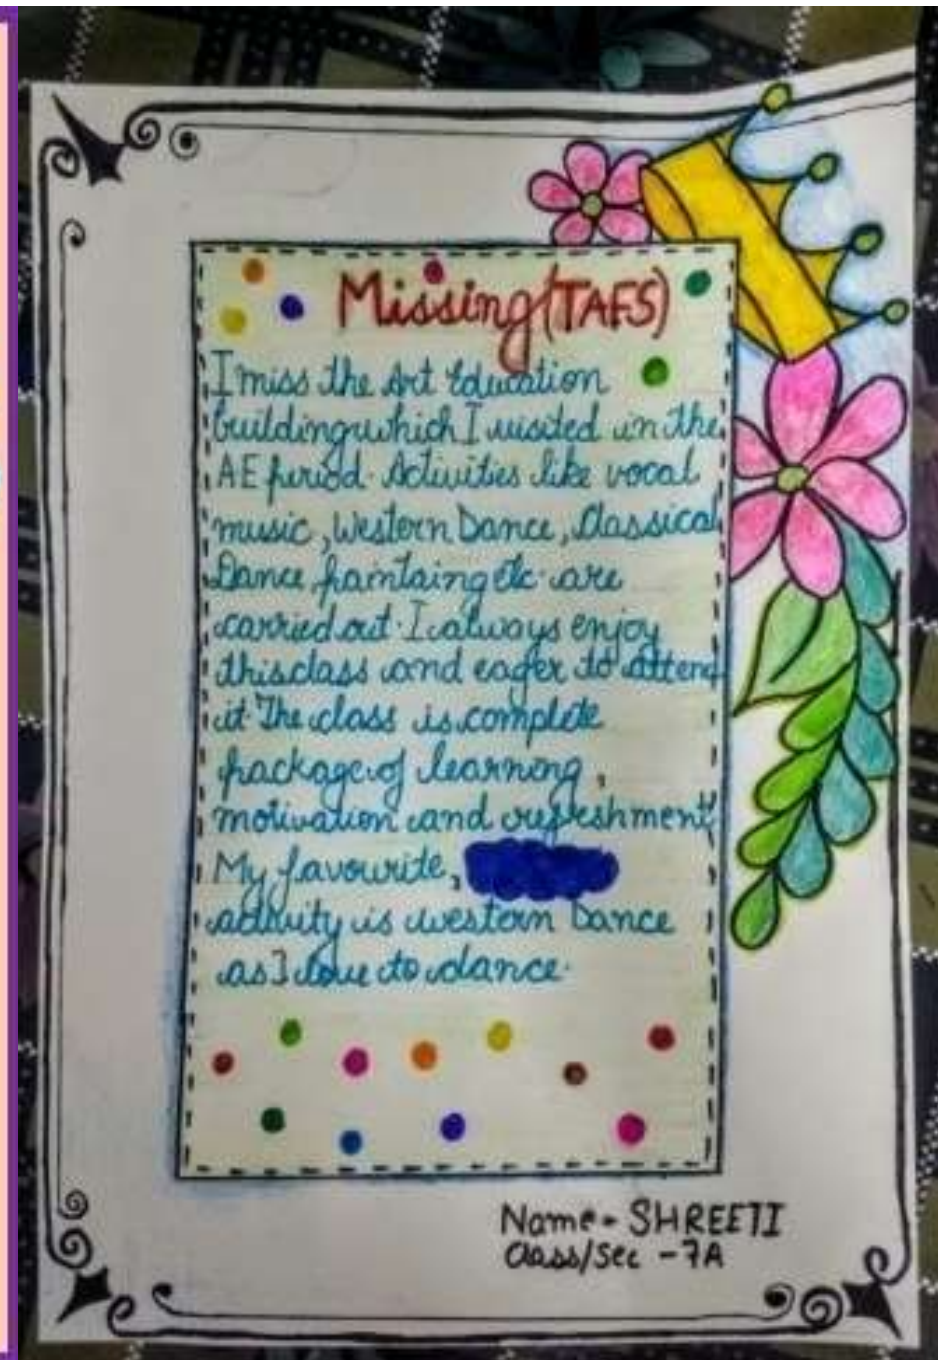 Missing (TAFS)
I miss the Art Education
building which I visited in the
AE period. Activities like vocal
music, Western Dance, Classical
Dance paintaing etc. are
carried out. I always enjoy
this class and eager to attend
it. The class is complete
package of learning,
motivation and refreshment.
My favourite,
activity is western Dance
as I love to dance.
Name - SHREETI
Class/Sec - 7A